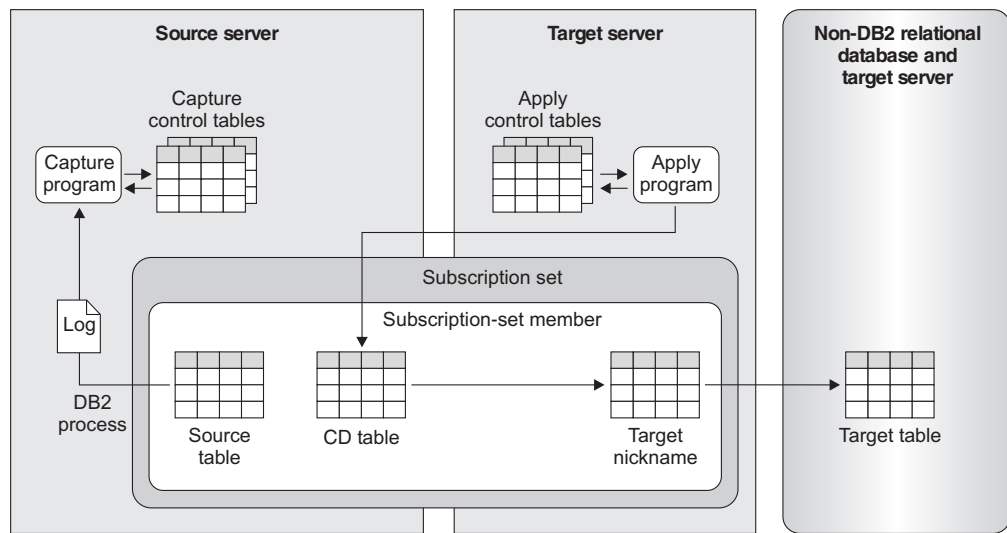 Source server
Target server
Non-DB2 relational
database and
target server
Capture
control tables
Apply
control tables
Capture
program
Apply
program
Subscription set
Subscription-set member
Log
DB2
process
Source
table
CD table
Target
nickname
Target table